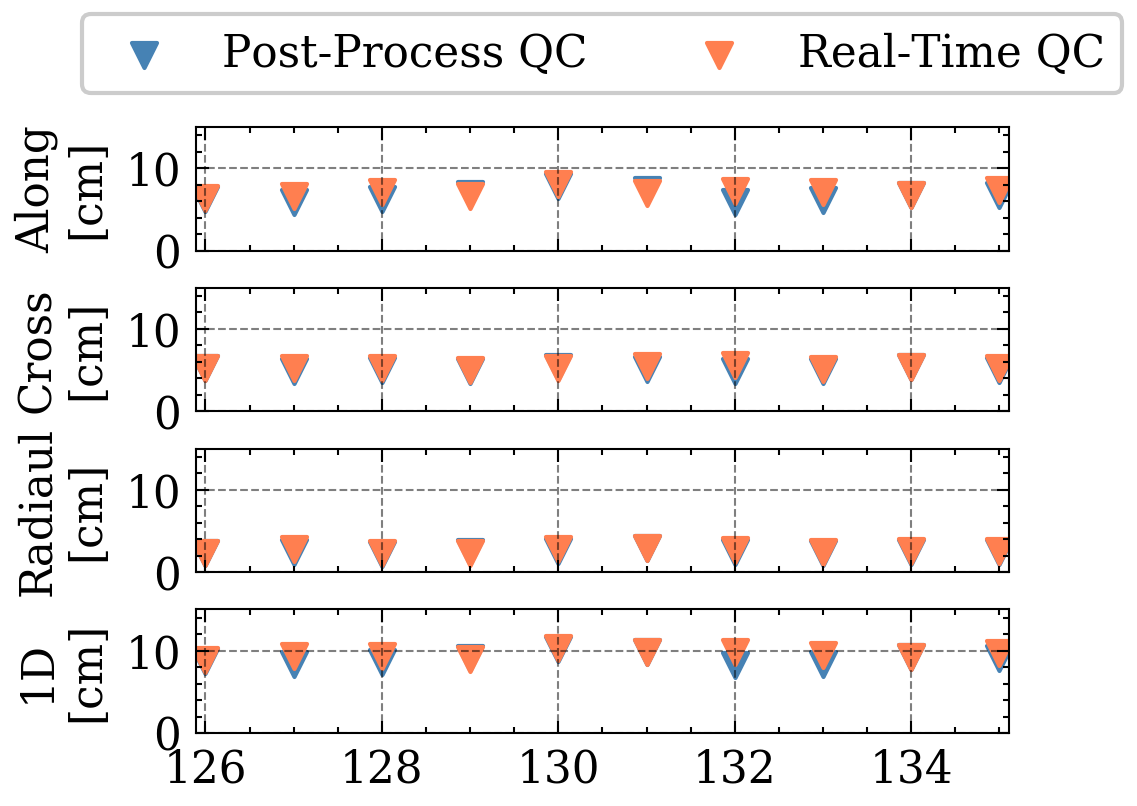 Post-Process QC
Real-Time QC
Along
[cm]
10
0
Cross
[cm]
10
0
Radiaul
[cm]
10
0
1D
[cm]
10
0
126 128 130 132 134